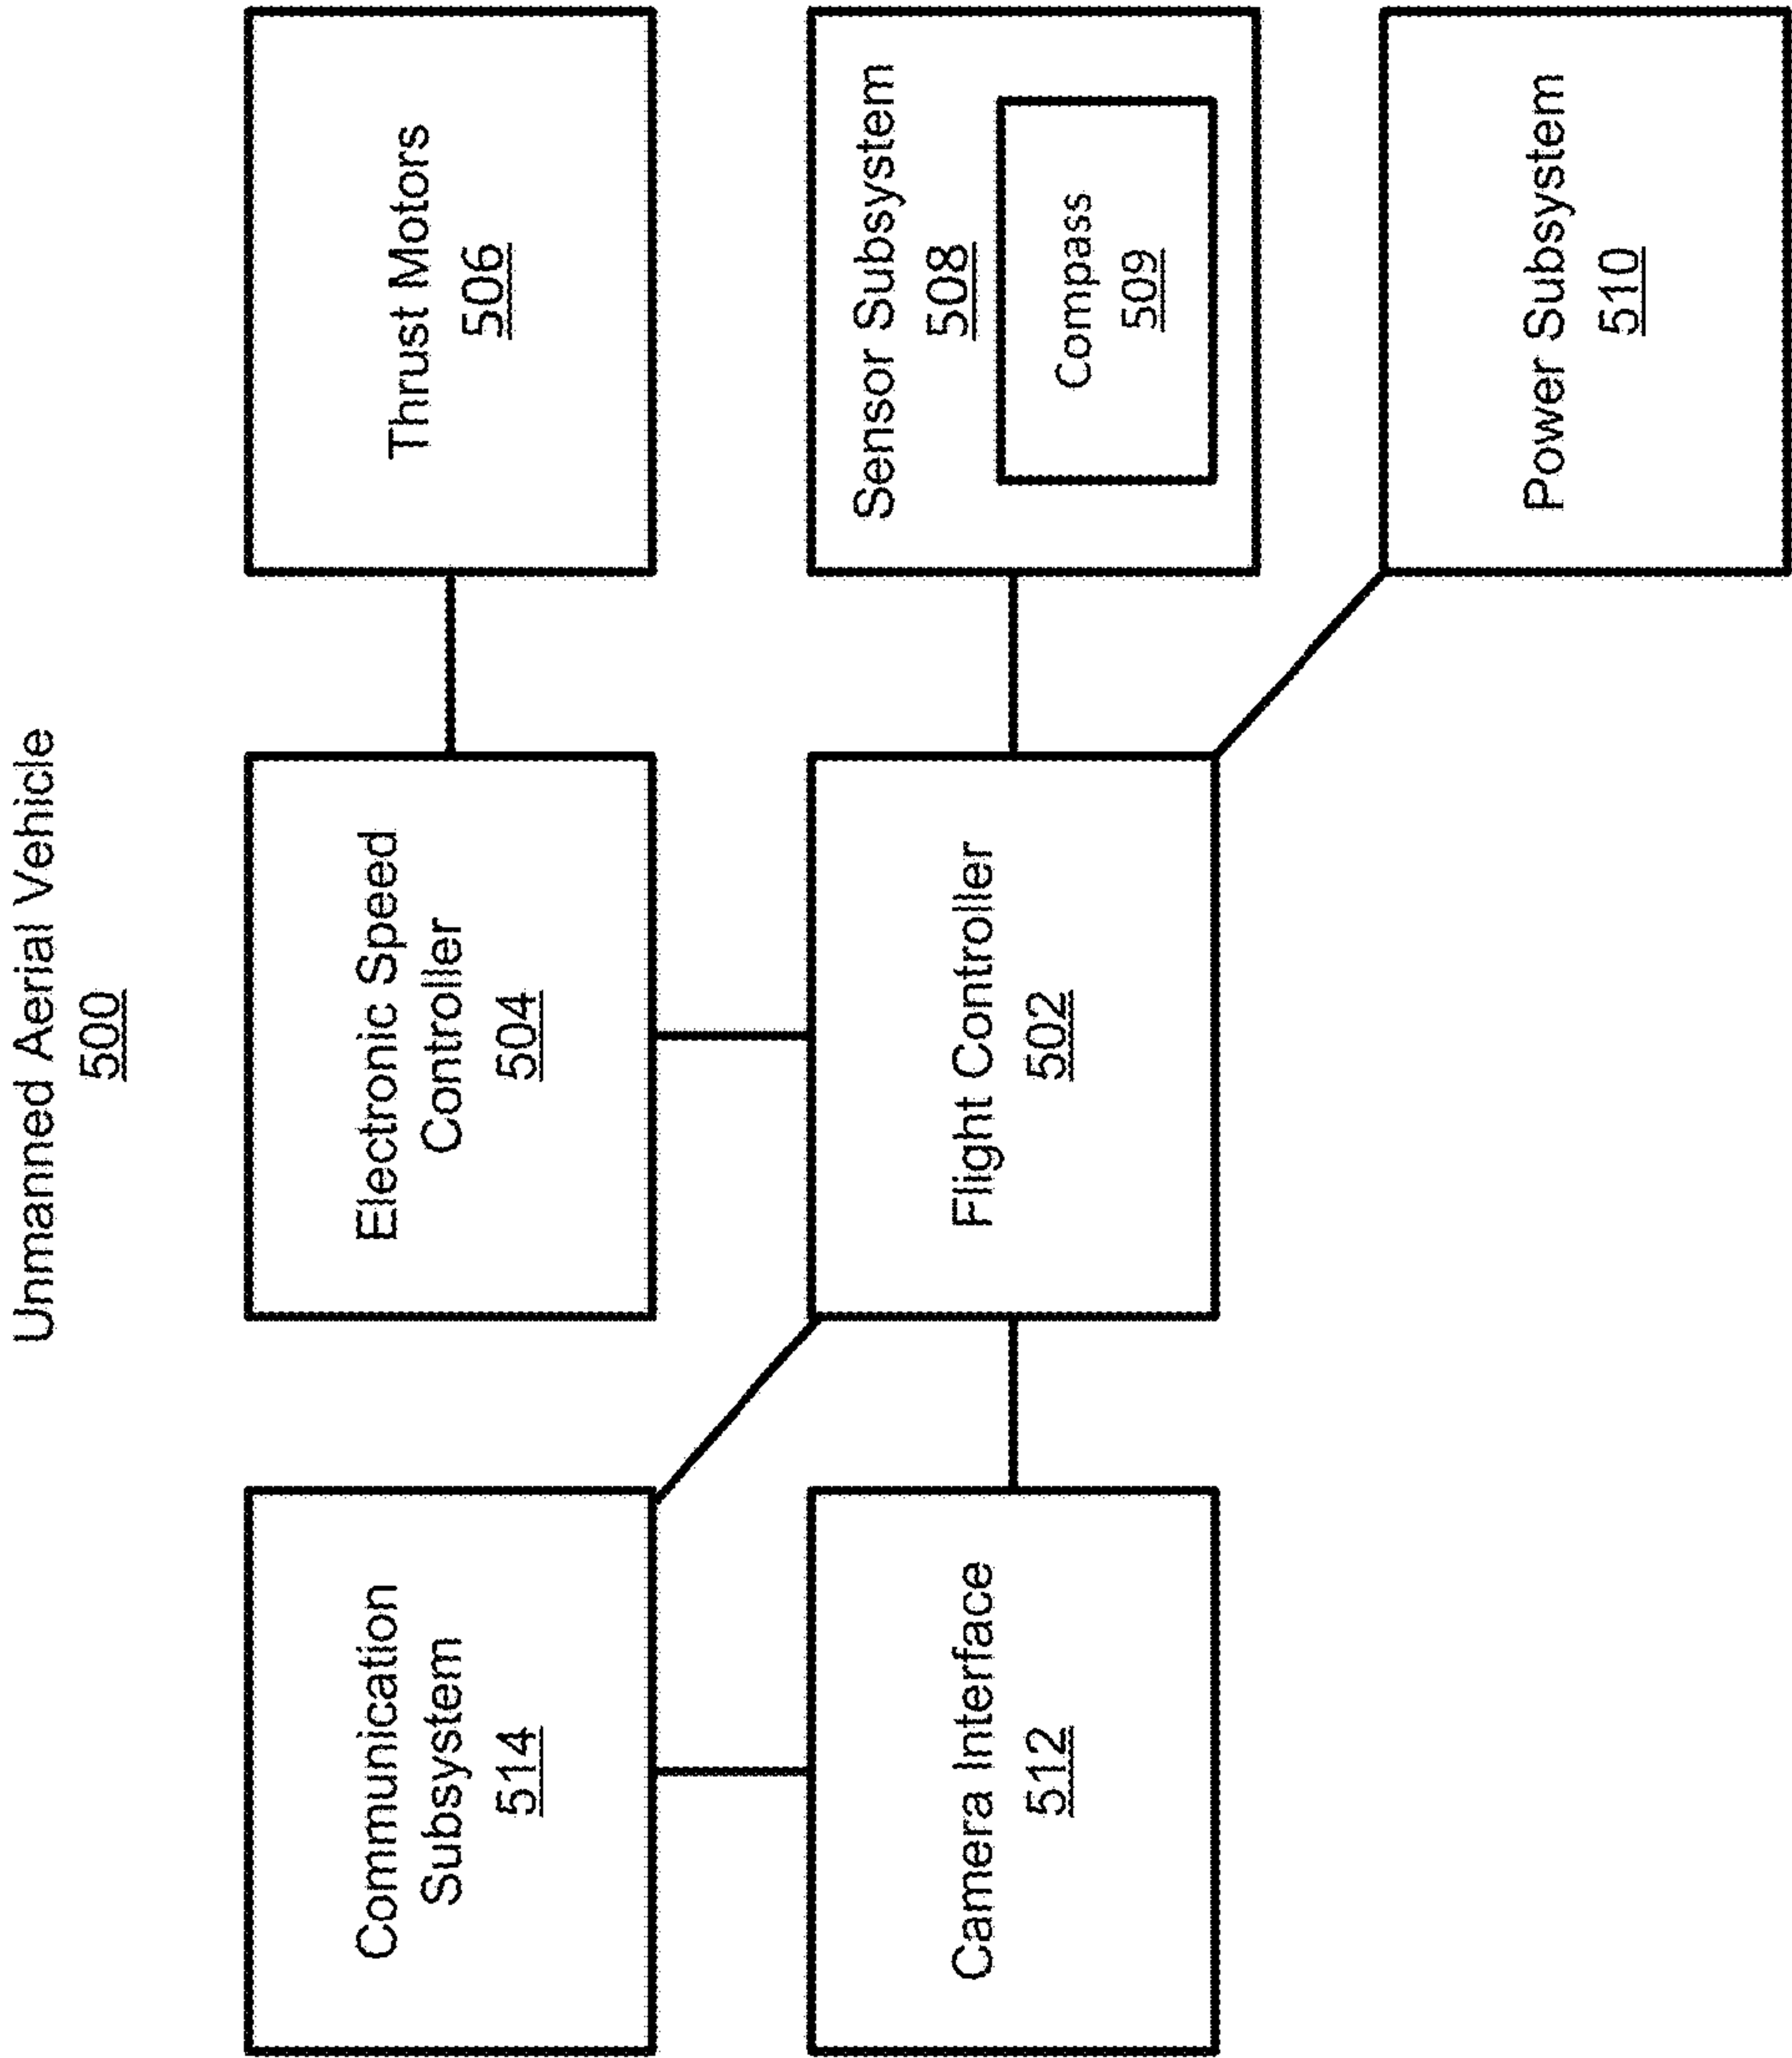 Unmanned Aerial Vehicle
500
Communication
Subsystem
514
Electronic Speed
Controller
504
Thrust Motors
506
Camera Interface
512
Flight Controller
502
Sensor Subsystem
508
Compass
509
Power Subsystem
510